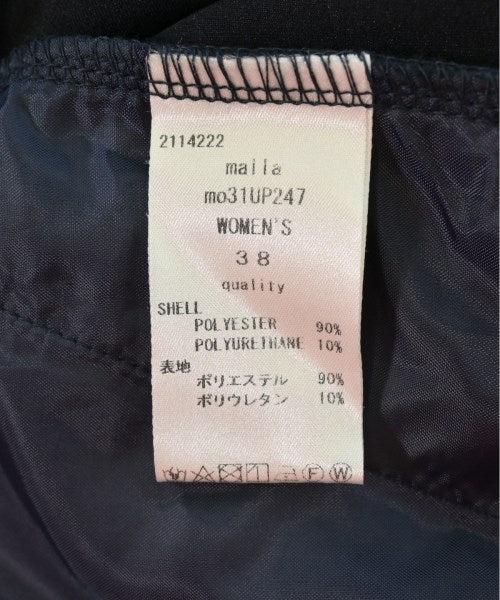 2114222
maila
mo31UP247
WOMEN'S
38
quality
SHELL
POLYESTER 90%
POLYURETHANE 10%
表地
ポリエステル 90%
ポリウレタン 10%
F W